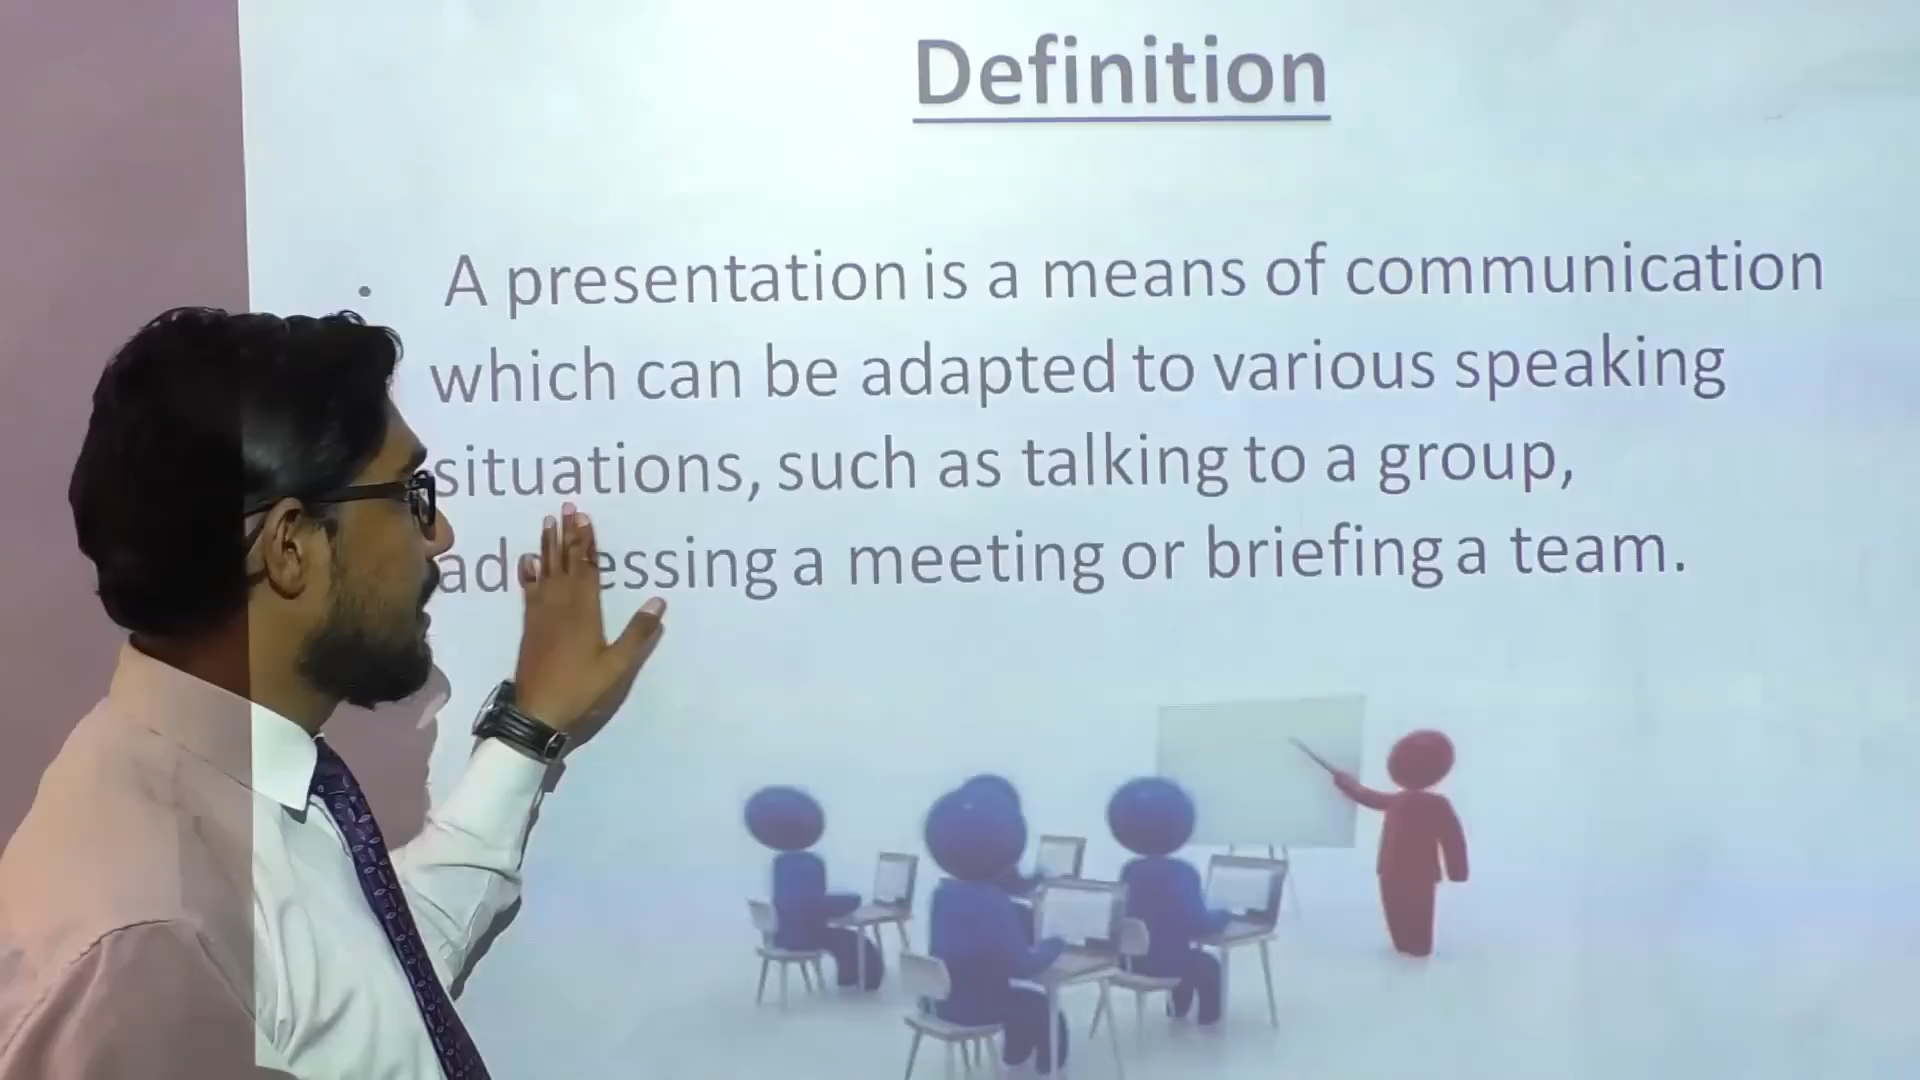 Definition
• A presentation is a means of communication
which can be adapted to various speaking
situations, such as talking to a group,
addressing a meeting or briefing a team.